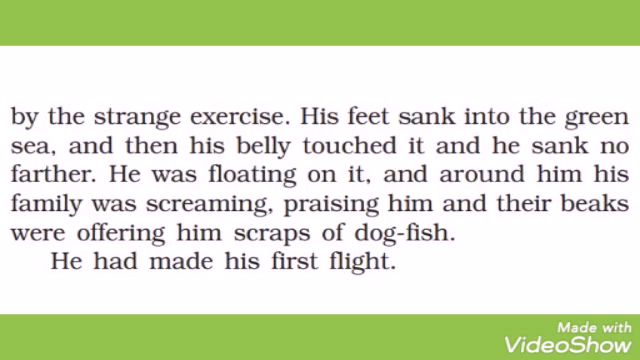 by the strange exercise. His feet sank into the green
sea, and then his belly touched it and he sank no
farther. He was floating on it, and around him his
family was screaming, praising him and their beaks
were offering him scraps of dog-fish.
He had made his first flight.
Made with
VideoShow